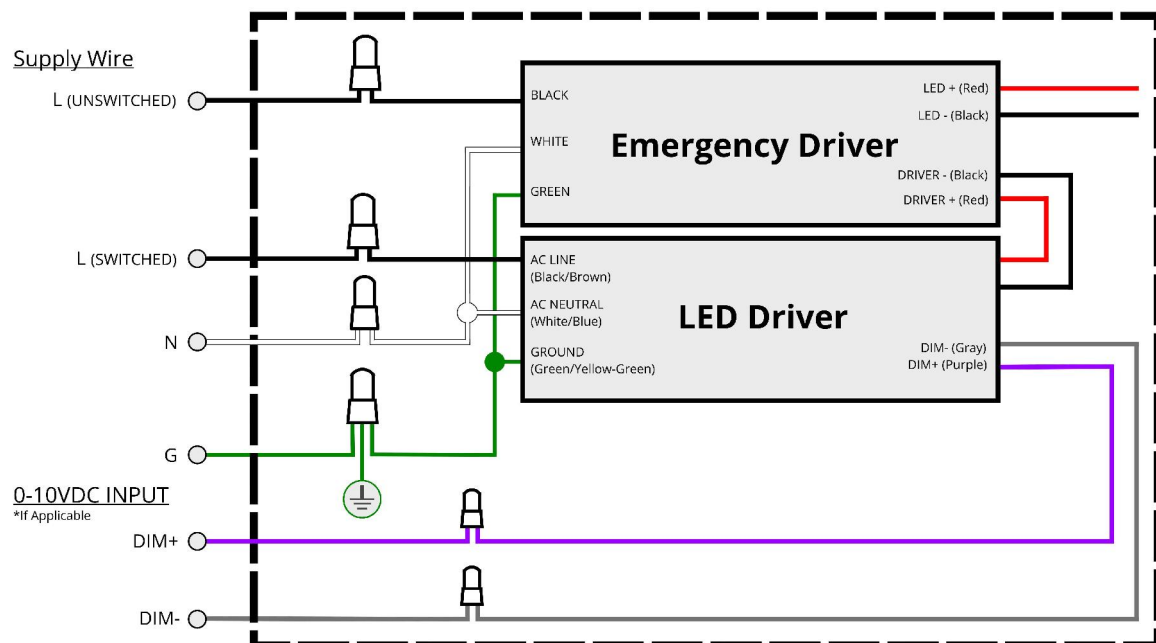 Supply Wire
L (UNSWITCHED)
L (SWITCHED)
N
G
0-10VDC INPUT
*If Applicable
DIM+
DIM-
BLACK
WHITE
GREEN
Emergency Driver
LED + (Red)
LED - (Black)
DRIVER - (Black)
DRIVER + (Red)
AC LINE
(Black/Brown)
AC NEUTRAL
(White/Blue)
GROUND
(Green/Yellow-Green)
LED Driver
DIM- (Gray)
DIM+ (Purple)